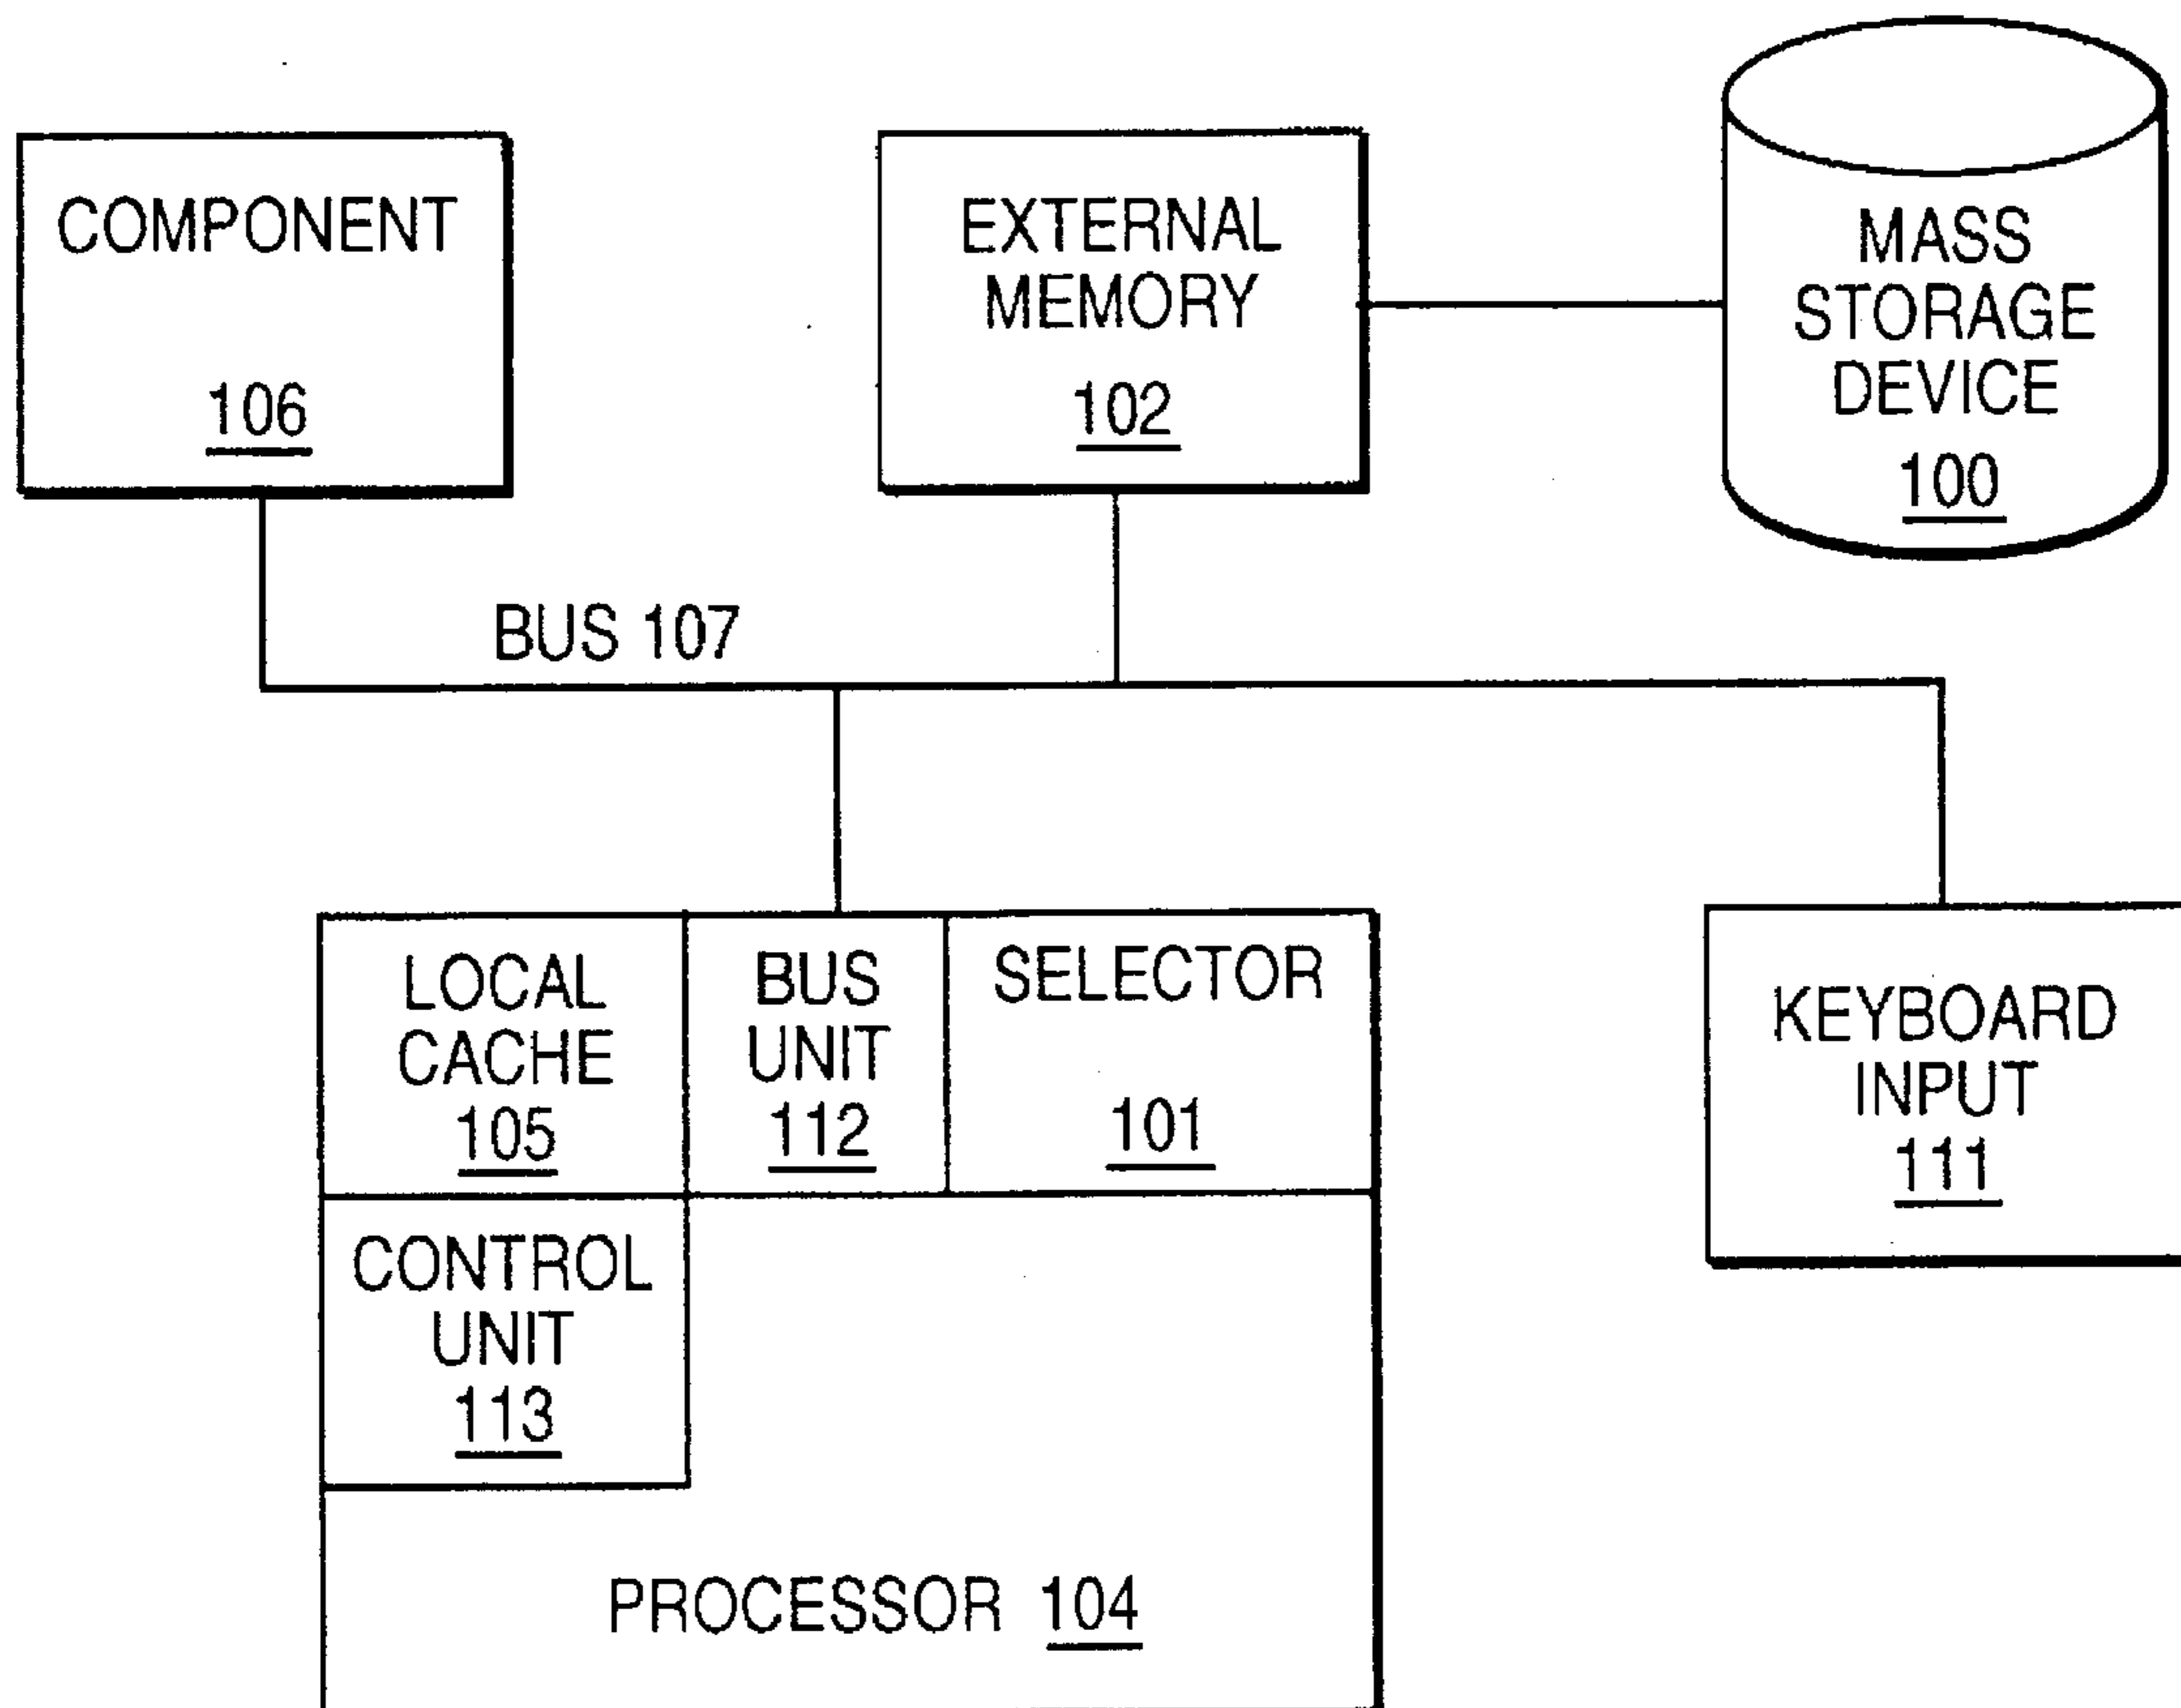 COMPONENT
106
EXTERNAL
MEMORY
102
MASS
STORAGE
DEVICE
100
BUS 107
LOCAL
CACHE
105
BUS
UNIT
112
SELECTOR
101
KEYBOARD
INPUT
111
CONTROL
UNIT
113
PROCESSOR 104